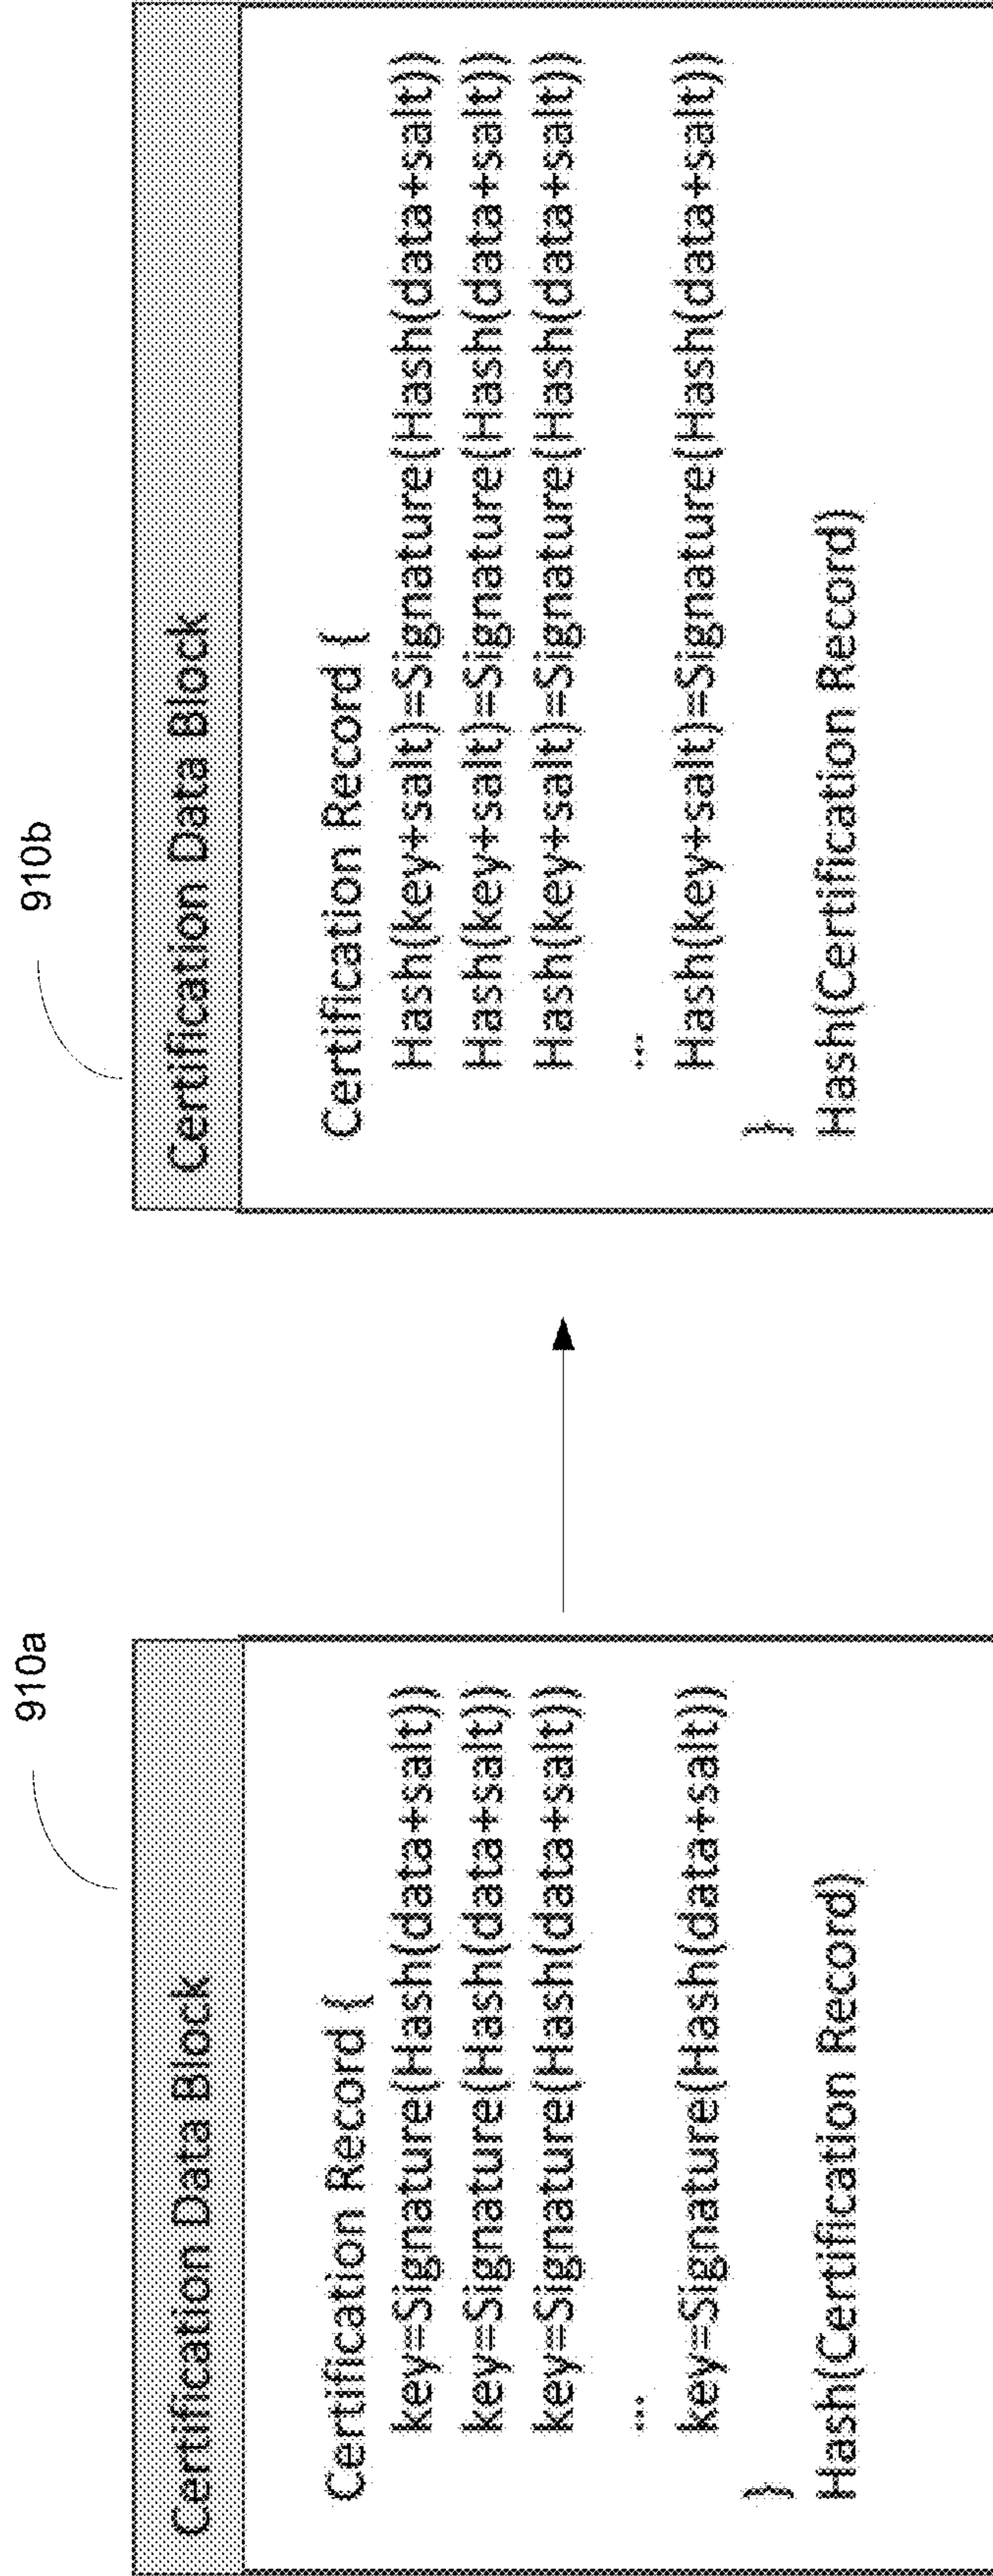 910a
Certification Data Block
Certification Record {
key=Signature(Hash(data+salt))
key=Signature(Hash(data+salt))
key=Signature(Hash(data+salt))
...
key=Signature(Hash(data+salt))
}
Hash(Certification Record)
910b
Certification Data Block
Certification Record {
Hash(key+salt)=Signature(Hash(data+salt))
Hash(key+salt)=Signature(Hash(data+salt))
Hash(key+salt)=Signature(Hash(data+salt))
...
Hash(key+salt)=Signature(Hash(data+salt))
}
Hash(Certification Record)